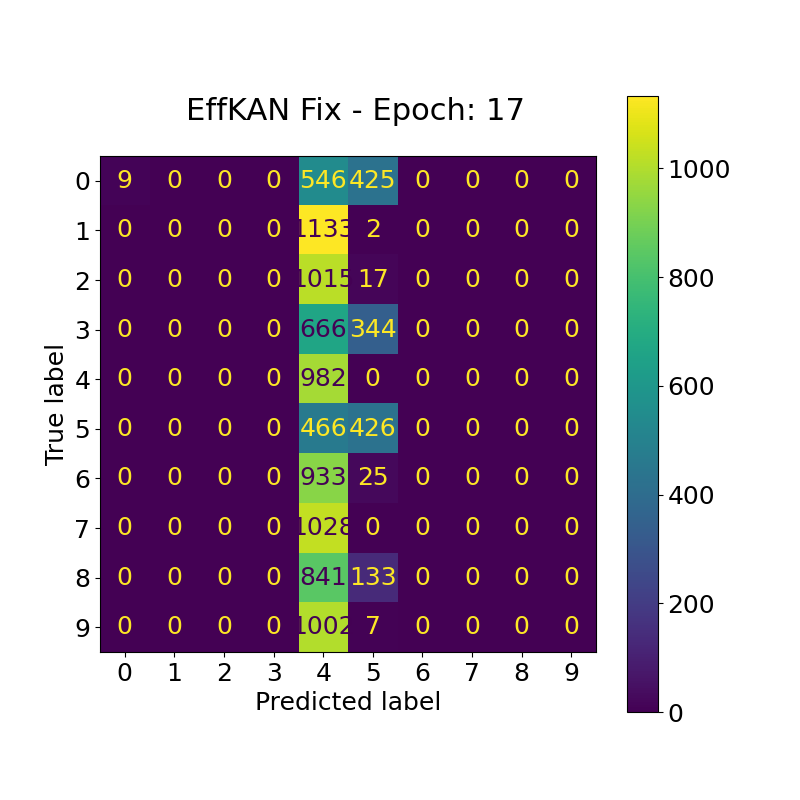 EffKAN Fix - Epoch: 17
0 9 0 0 0 546 425 0 0 0 0
1 0 0 0 0 1133 2 0 0 0 0
2 0 0 0 0 1015 17 0 0 0 0
3 0 0 0 0 666 344 0 0 0 0
4 0 0 0 0 982 0 0 0 0 0
5 0 0 0 0 466 426 0 0 0 0
6 0 0 0 0 933 25 0 0 0 0
7 0 0 0 0 1028 0 0 0 0 0
8 0 0 0 0 841 133 0 0 0 0
9 0 0 0 0 1002 7 0 0 0 0
0 1 2 3 4 5 6 7 8 9
Predicted label
True label
1000
800
600
400
200
0